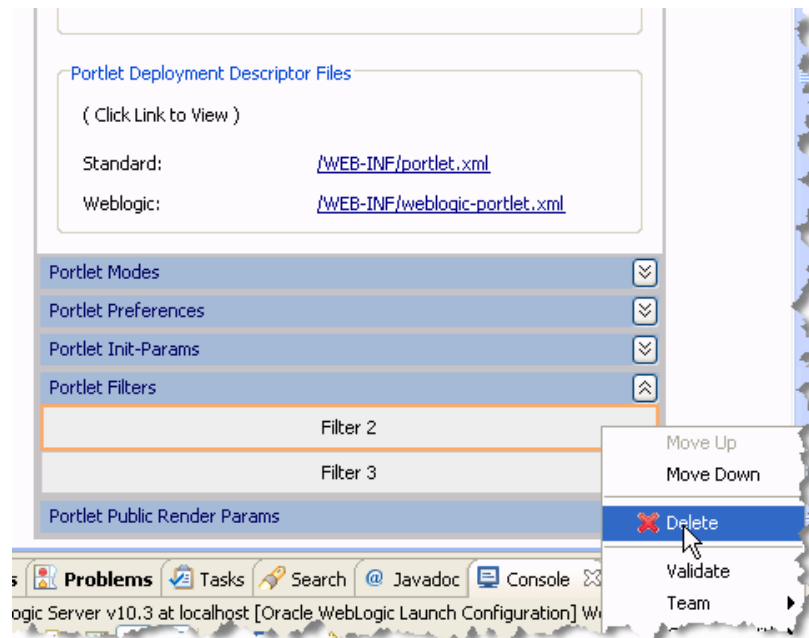 Portlet Deployment Descriptor Files
( Click Link to View )
Standard: /WEB-INF/portlet.xml
Weblogic: /WEB-INF/weblogic-portlet.xml
Portlet Modes
Portlet Preferences
Portlet Init-Params
Portlet Filters
Filter 2
Filter 3
Portlet Public Render Params
Move Up
Move Down
Delete
Validate
Team
s Problems Tasks Search @ Javadoc Console
ogic Server v10.3 at localhost [Oracle WebLogic Launch Configuration] W